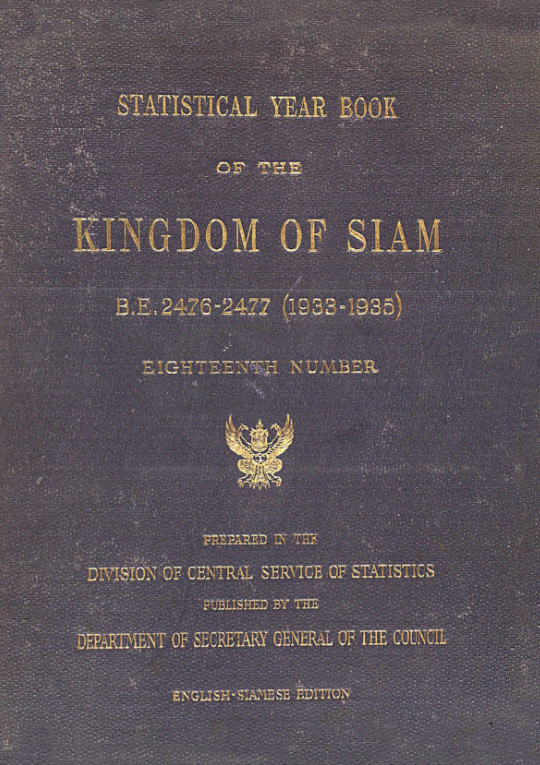 STATISTICAL YEAR BOOK
OF THE
KINGDOM OF SIAM
B.E. 2476-2477 (1933-1935)
EIGHTEENTH NUMBER
PREPARED IN THE
DIVISION OF CENTRAL SERVICE OF STATISTICS
PUBLISHED BY THE
DEPARTMENT OF SECRETARY GENERAL OF THE COUNCIL
ENGLISH-SIAMESE EDITION